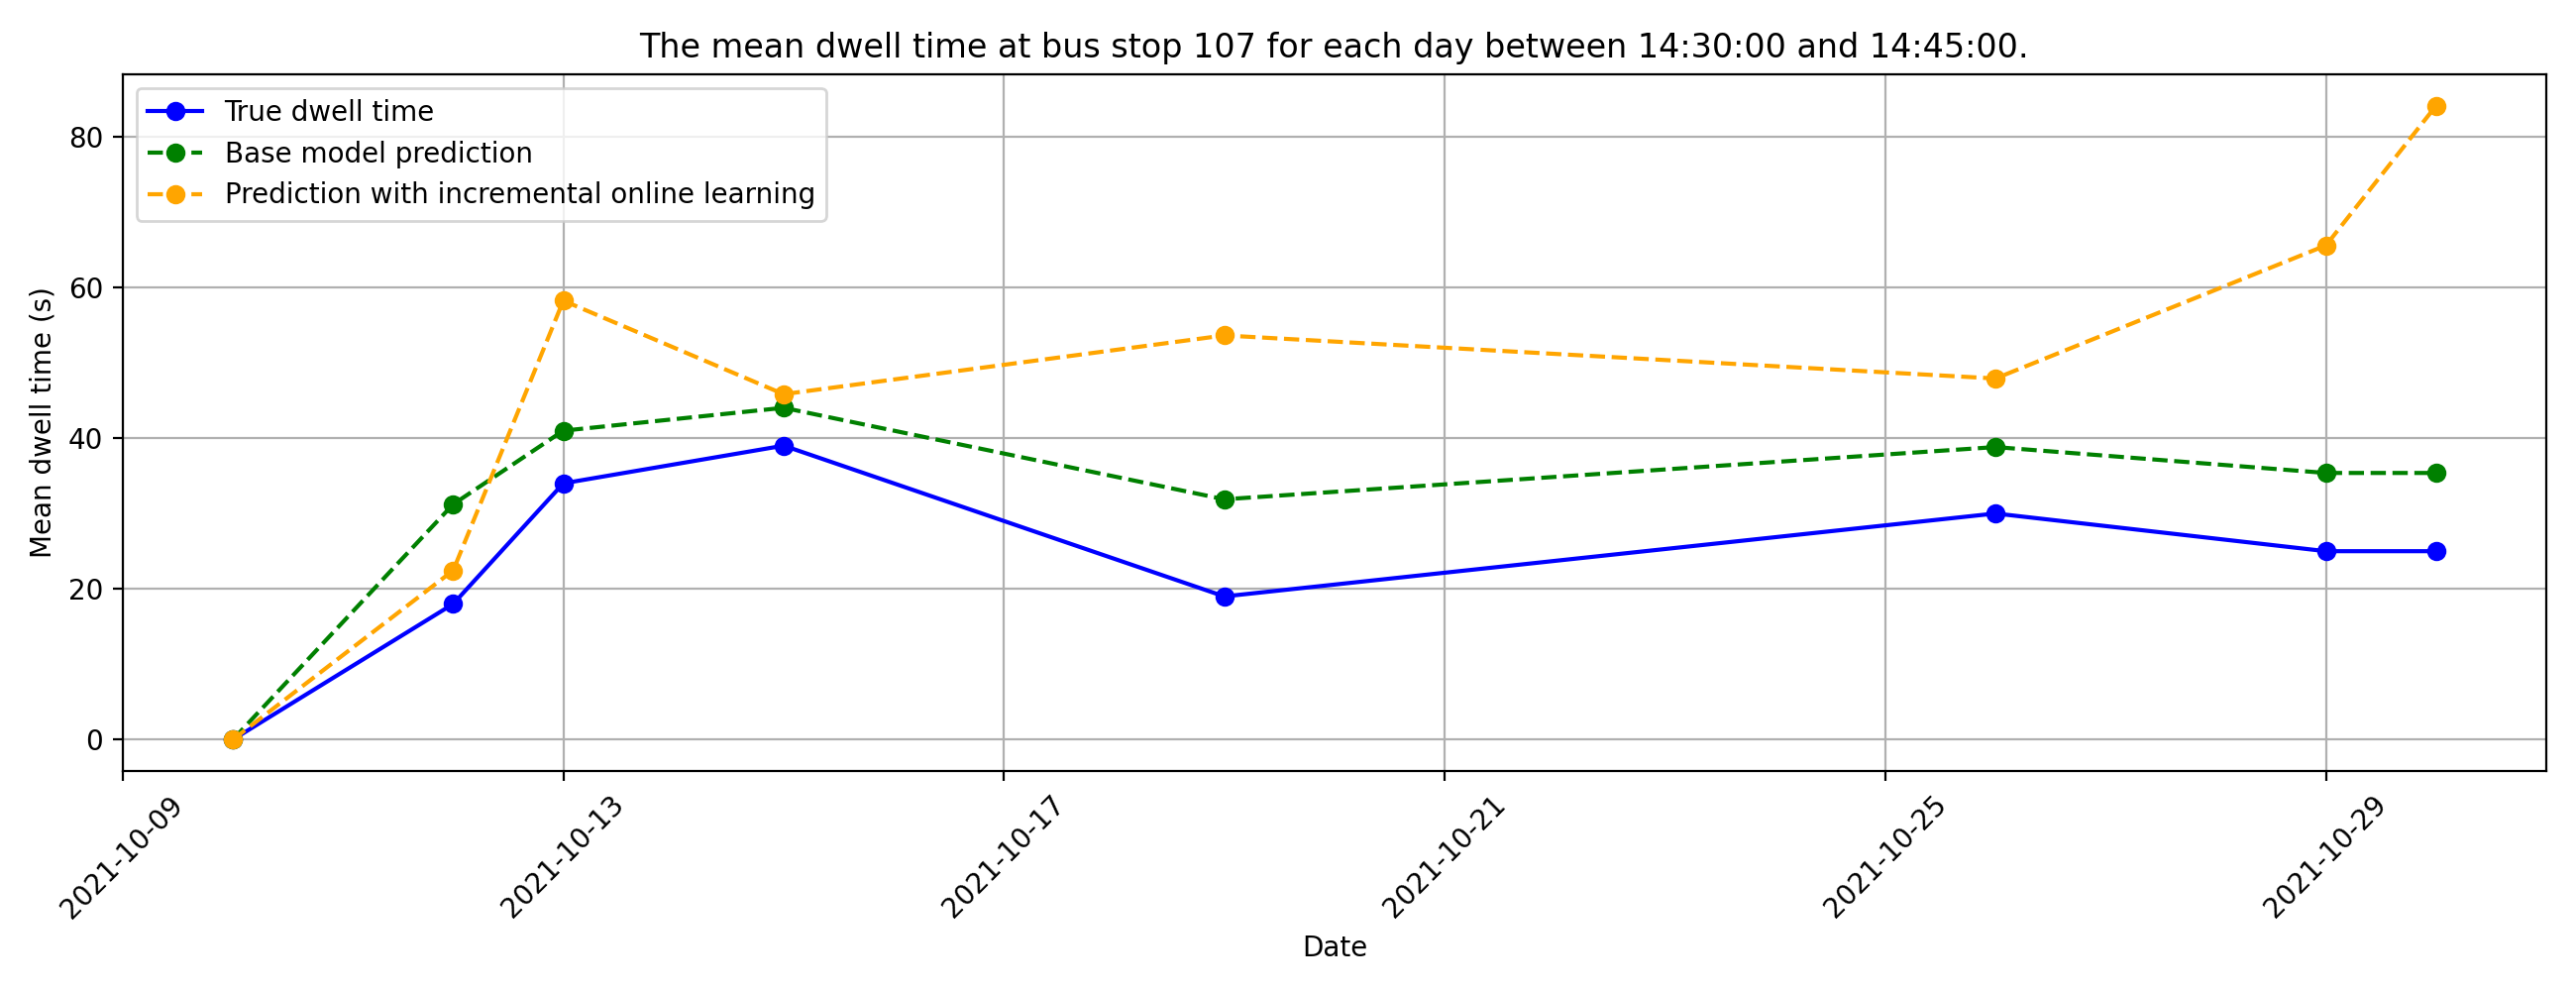 The mean dwell time at bus stop 107 for each day between 14:30:00 and 14:45:00.
True dwell time
Base model prediction
Prediction with incremental online learning
Mean dwell time (s)
80
60
40
20
0
2021-10-09
2021-10-13
2021-10-17
2021-10-21
2021-10-25
2021-10-29
Date